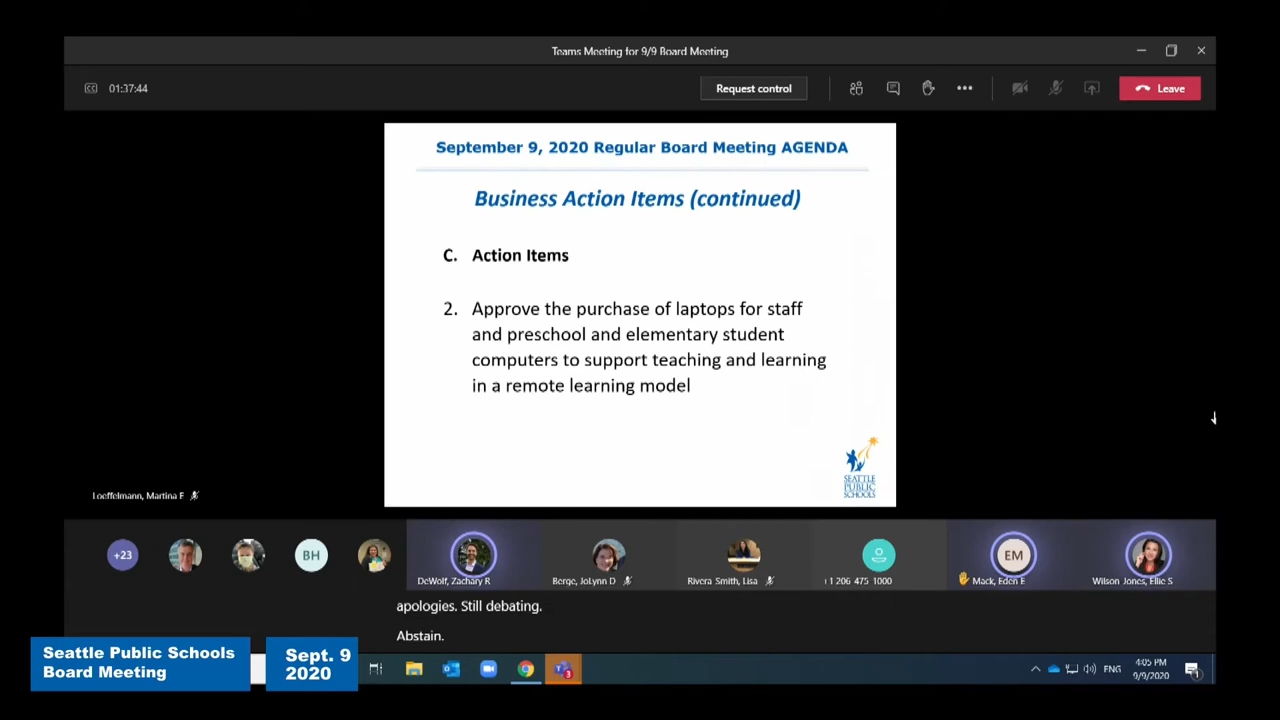 Teams Meeting for 9/9 Board Meeting
01:37:44
Request control
Leave
September 9, 2020 Regular Board Meeting AGENDA
Business Action Items (continued)
C. Action Items
2. Approve the purchase of laptops for staff
and preschool and elementary student
computers to support teaching and learning
in a remote learning model
SEATTLE
PUBLIC
SCHOOLS
Loeffelmann, Martina F
+23
BH
EM
DeWolf, Zachary R
Berge, JoLynn D
Rivera Smith, Lisa
+1 206 475 1000
Mack, Eden E
Wilson Jones, Ellie S
apologies. Still debating.
Abstain.
Seattle Public Schools
Board Meeting
Sept. 9
2020
3
ENG
4:05 PM
9/9/2020
1